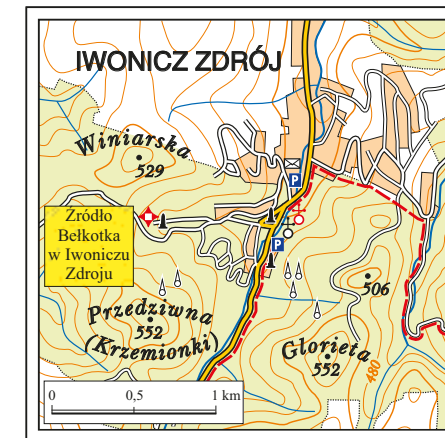 IWONICZ ZDRÓJ
Winiarska
529
P
Źródło
Bełkotka
w Iwoniczu
Zdroju
P
506
Przedziwna
552
(Krzemionki)
Glorieta
552
480
0 0,5 1 km